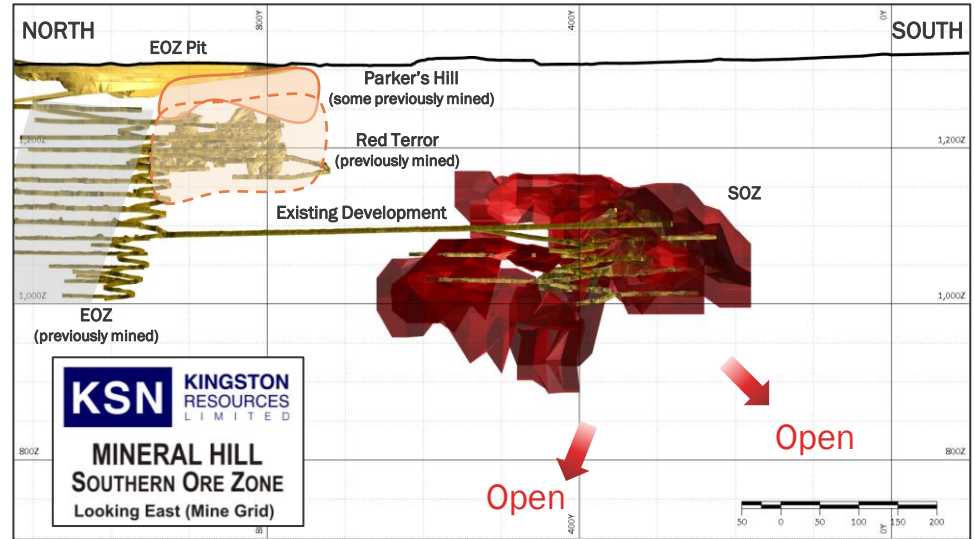 NORTH
800Y
400Y
0Y
SOUTH
EOZ Pit
Parker's Hill
(some previously mined)
1,200Z
1,200Z
Red Terror
(previously mined)
SOZ
Existing Development
1,000Z
1,000Z
EOZ
(previously mined)
KSN
KINGSTON
RESOURCES
LIMITED
MINERAL HILL
SOUTHERN ORE ZONE
Looking East (Mine Grid)
Open
Open
800Z
800Z
400Y
0Y
50 0 50 100 150 200